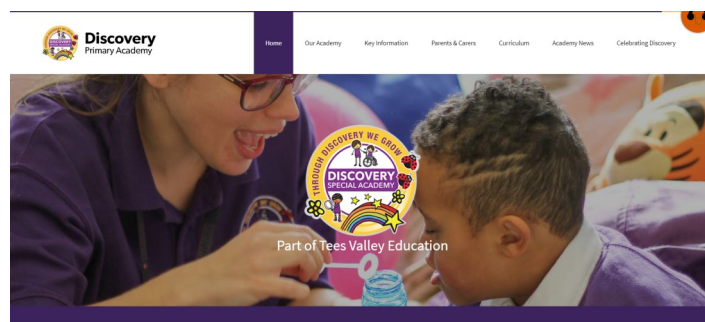 Discovery
Primary Academy
Home
Our Academy
Key Information
Parents & Carers
Curriculum
Academy News
Celebrating Discovery
THROUGH DISCOVERY WE GROW
DISCOVERY
SPECIAL ACADEMY
Part of Tees Valley Education